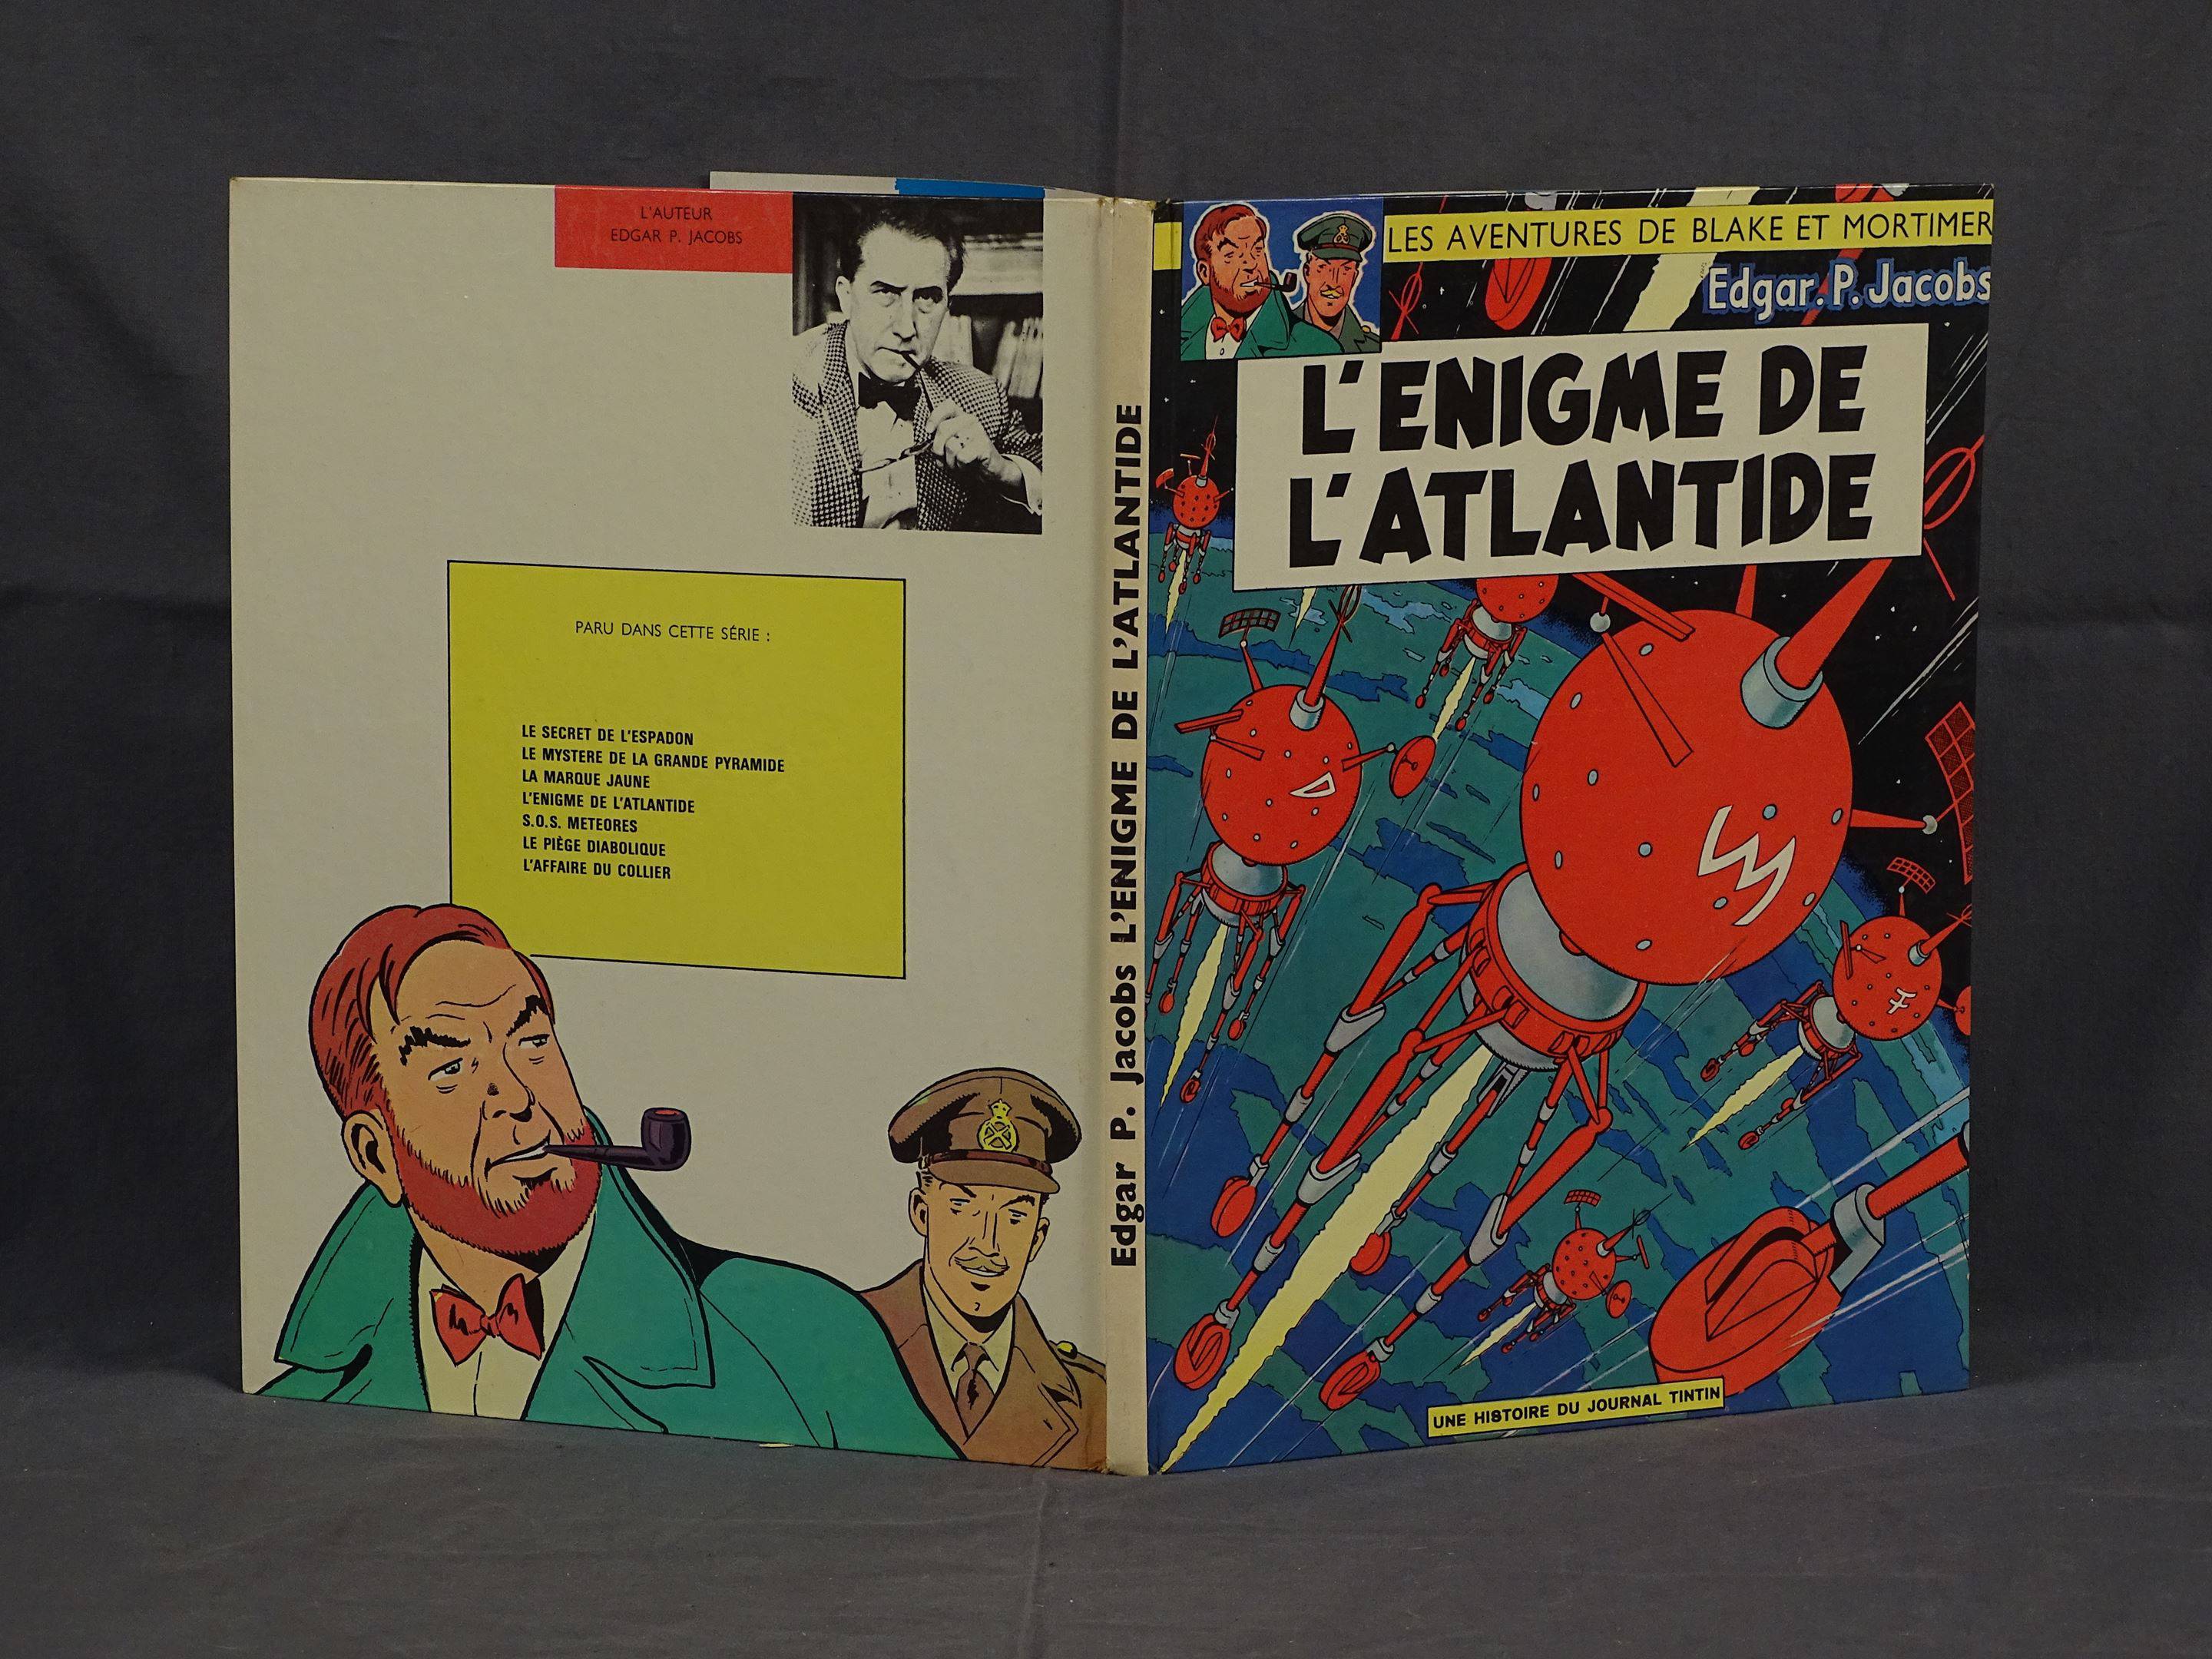 L'AUTEUR
EDGAR P. JACOBS
PARU DANS CETTE SÉRIE :
LE SECRET DE L'ESPADON
LE MYSTERE DE LA GRANDE PYRAMIDE
LA MARQUE JAUNE
L'ENIGME DE L'ATLANTIDE
S.O.S. METEORES
LE PIÈGE DIABOLIQUE
L'AFFAIRE DU COLLIER
Edgar P. Jacobs L'ENIGME DE L'ATLANTIDE
LES AVENTURES DE BLAKE ET MORTIMER
Edgar. P. Jacobs
L'ENIGME DE
L'ATLANTIDE
UNE HISTOIRE DU JOURNAL TINTIN